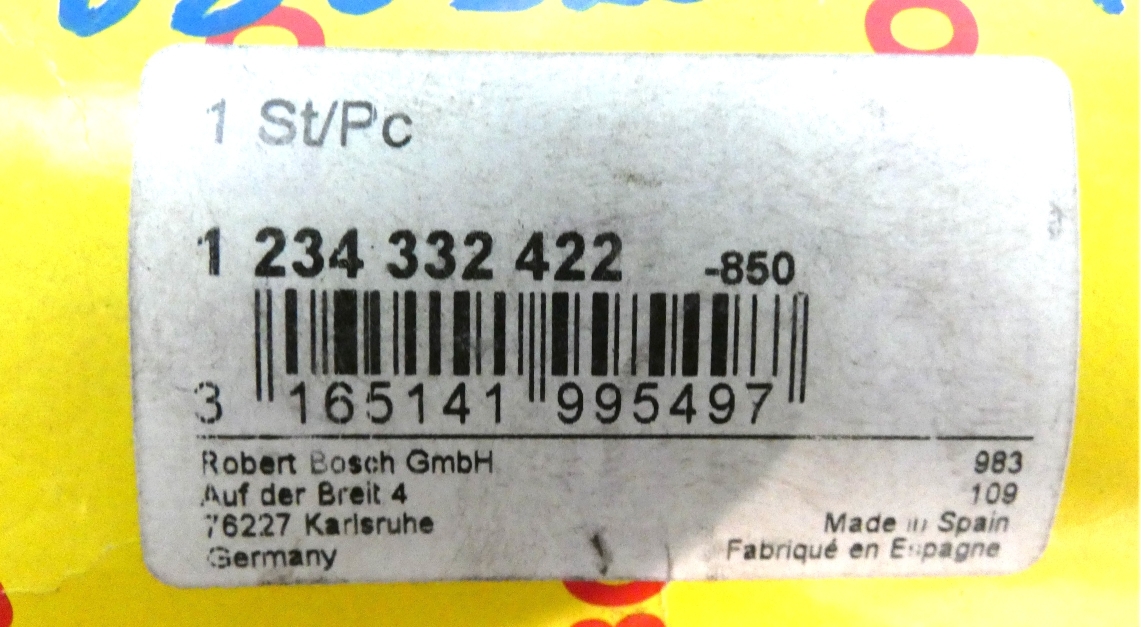 1 St/Pc
1 234 332 422 -850
3 165141 995497
Robert Bosch GmbH
Auf der Breit 4
76227 Karlsruhe
Germany
983
109
Made in Spain
Fabriqué en Espagne